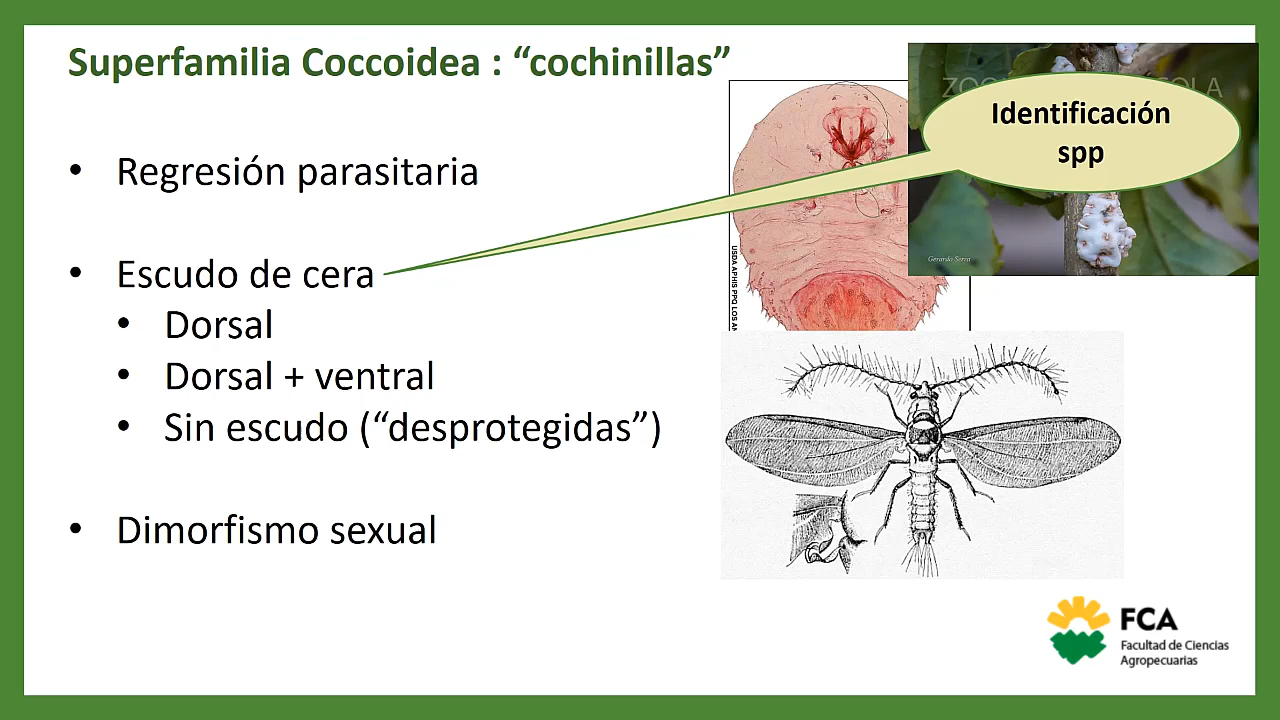 Superfamilia Coccoidea : “cochinillas”
Identificación
spp
• Regresión parasitaria
• Escudo de cera
• Dorsal
• Dorsal + ventral
• Sin escudo (“desprotegidas”)
• Dimorfismo sexual
USDA APHIS PPQ LOS
Gerardo Serra
FCA
Facultad de Ciencias
Agropecuarias